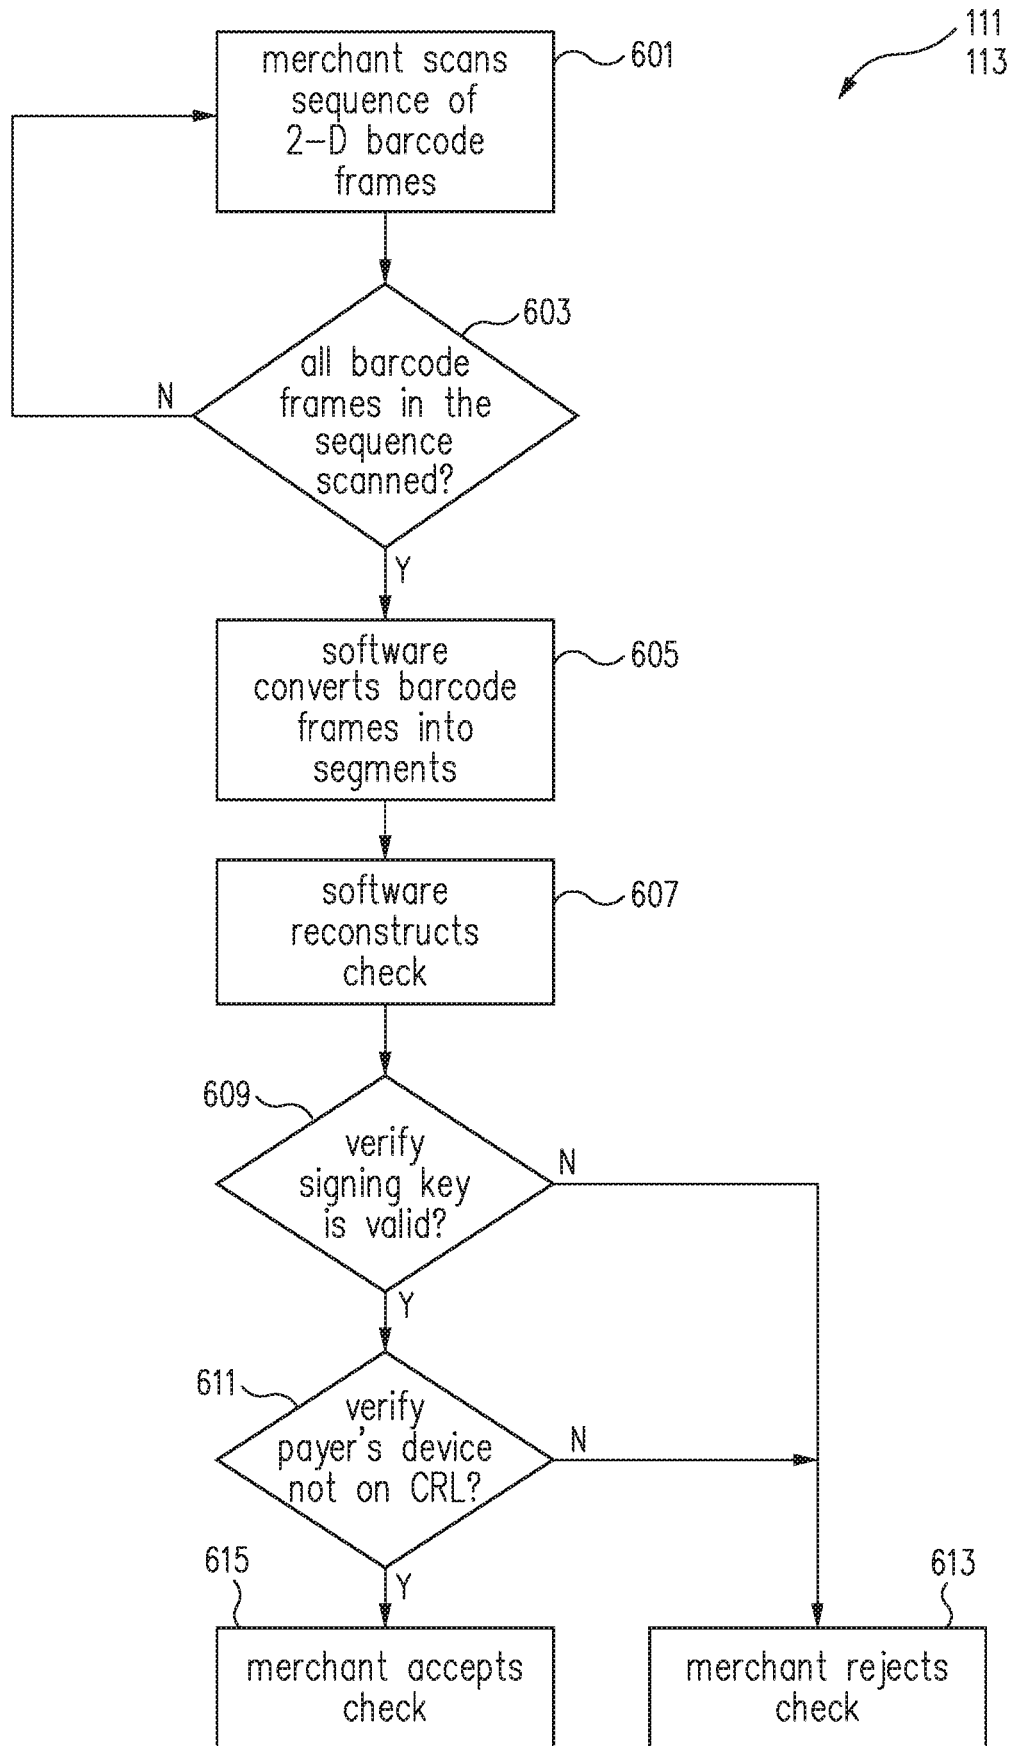 111
113
merchant scans
sequence of
2-D barcode
frames
601
603
all barcode
frames in the
sequence
scanned?
N
Y
software
converts barcode
frames into
segments
605
software
reconstructs
check
607
609
verify
signing key
is valid?
N
Y
611
verify
payer's device
not on CRL?
N
Y
615
merchant accepts
check
613
merchant rejects
check